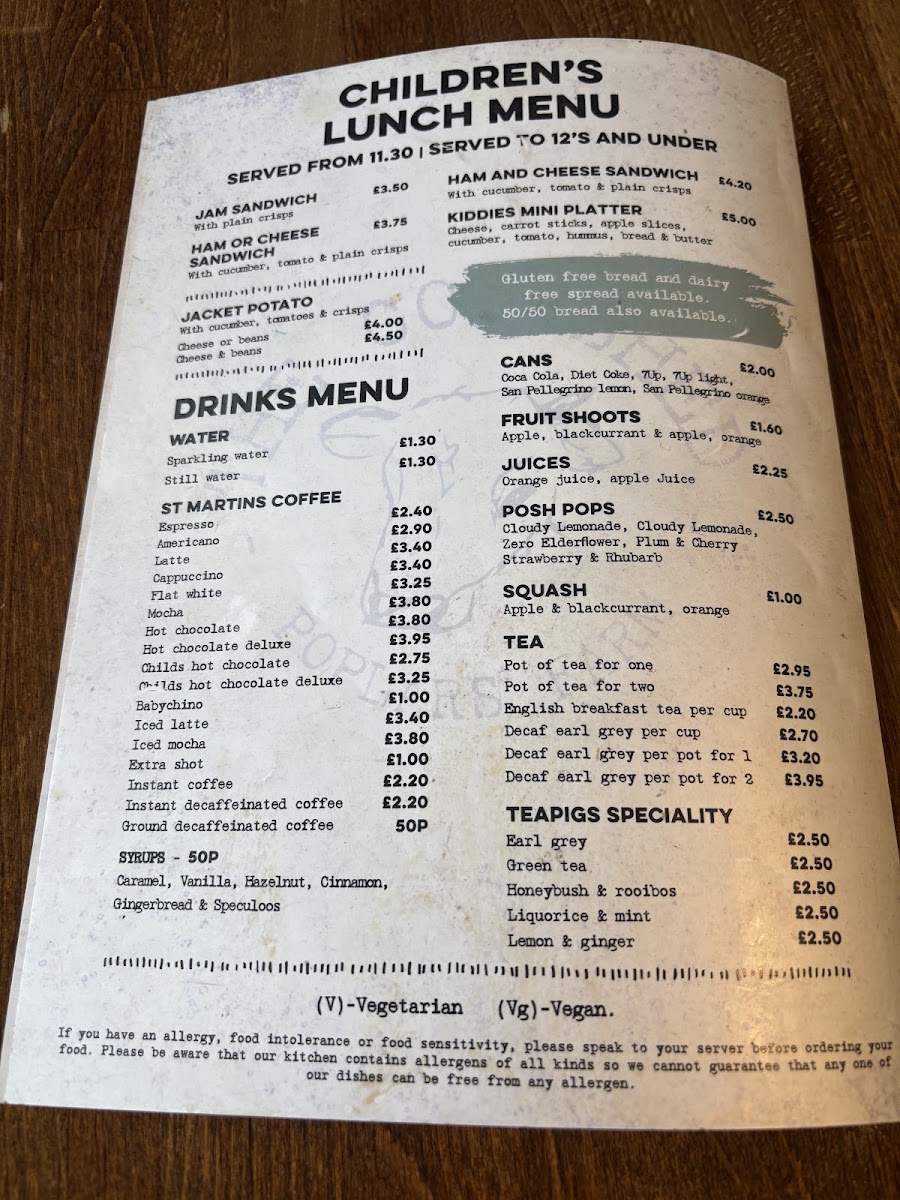 CHILDREN'S
LUNCH MENU
SERVED FROM 11.30 | SERVED TO 12'S AND UNDER
JAM SANDWICH £3.50
With plain crisps
HAM OR CHEESE £3.75
SANDWICH
With cucumber, tomato & plain crisps
JACKET POTATO
With cucumber, tomatoes & crisps
Cheese or beans £4.00
Cheese & beans £4.50
HAM AND CHEESE SANDWICH £4.20
With cucumber, tomato & plain crisps
KIDDIES MINI PLATTER £5.00
Cheese, carrot sticks, apple slices,
cucumber, tomato, hummus, bread & butter
Gluten free bread and dairy
free spread available.
50/50 bread also available.
DRINKS MENU
WATER
Sparkling water £1.30
Still water £1.30
ST MARTINS COFFEE
Espresso £2.40
Americano £2.90
Latte £3.40
Cappuccino £3.40
Flat white £3.25
Mocha £3.80
Hot chocolate £3.80
Hot chocolate deluxe £3.95
Childs hot chocolate £2.75
Childs hot chocolate deluxe £3.25
Babychino £1.00
Iced latte £3.40
Iced mocha £3.80
Extra shot £1.00
Instant coffee £2.20
Instant decaffeinated coffee £2.20
Ground decaffeinated coffee 50P
SYRUPS - 50P
Caramel, Vanilla, Hazelnut, Cinnamon,
Gingerbread & Speculoos
CANS £2.00
Coca Cola, Diet Coke, 7Up, 7Up light,
San Pellegrino lemon, San Pellegrino orange
FRUIT SHOOTS £1.60
Apple, blackcurrant & apple, orange
JUICES £2.25
Orange juice, apple Juice
POSH POPS £2.50
Cloudy Lemonade, Cloudy Lemonade,
Zero Elderflower, Plum & Cherry
Strawberry & Rhubarb
SQUASH £1.00
Apple & blackcurrant, orange
TEA
Pot of tea for one £2.95
Pot of tea for two £3.75
English breakfast tea per cup £2.20
Decaf earl grey per cup £2.70
Decaf earl grey per pot for 1 £3.20
Decaf earl grey per pot for 2 £3.95
TEAPIGS SPECIALITY
Earl grey £2.50
Green tea £2.50
Honeybush & rooibos £2.50
Liquorice & mint £2.50
Lemon & ginger £2.50
(V)-Vegetarian (Vg)-Vegan.
If you have an allergy, food intolerance or food sensitivity, please speak to your server before ordering your
food. Please be aware that our kitchen contains allergens of all kinds so we cannot guarantee that any one of
our dishes can be free from any allergen.